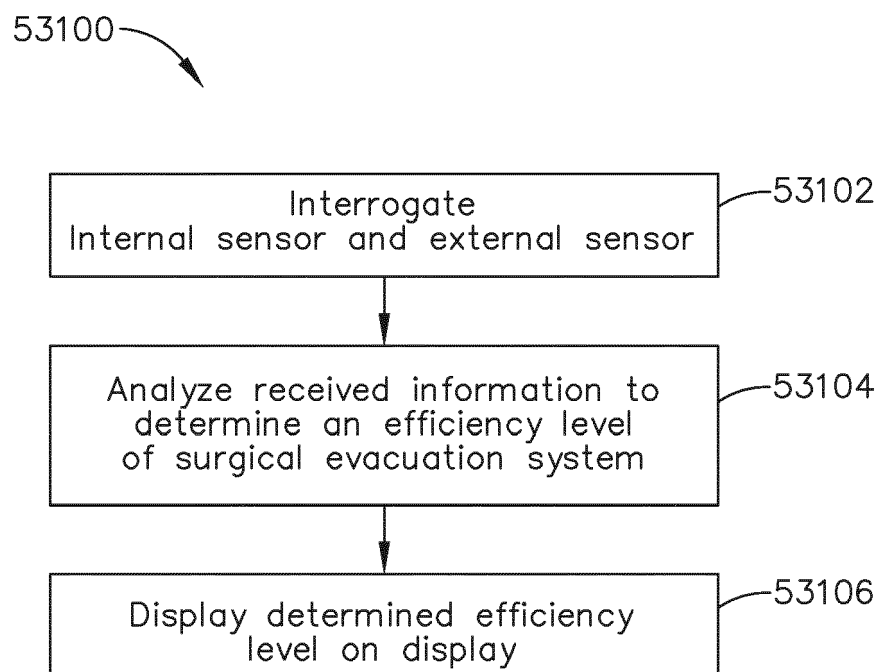 53100
Interrogate
Internal sensor and external sensor
53102
Analyze received information to
determine an efficiency level
of surgical evacuation system
53104
Display determined efficiency
level on display
53106